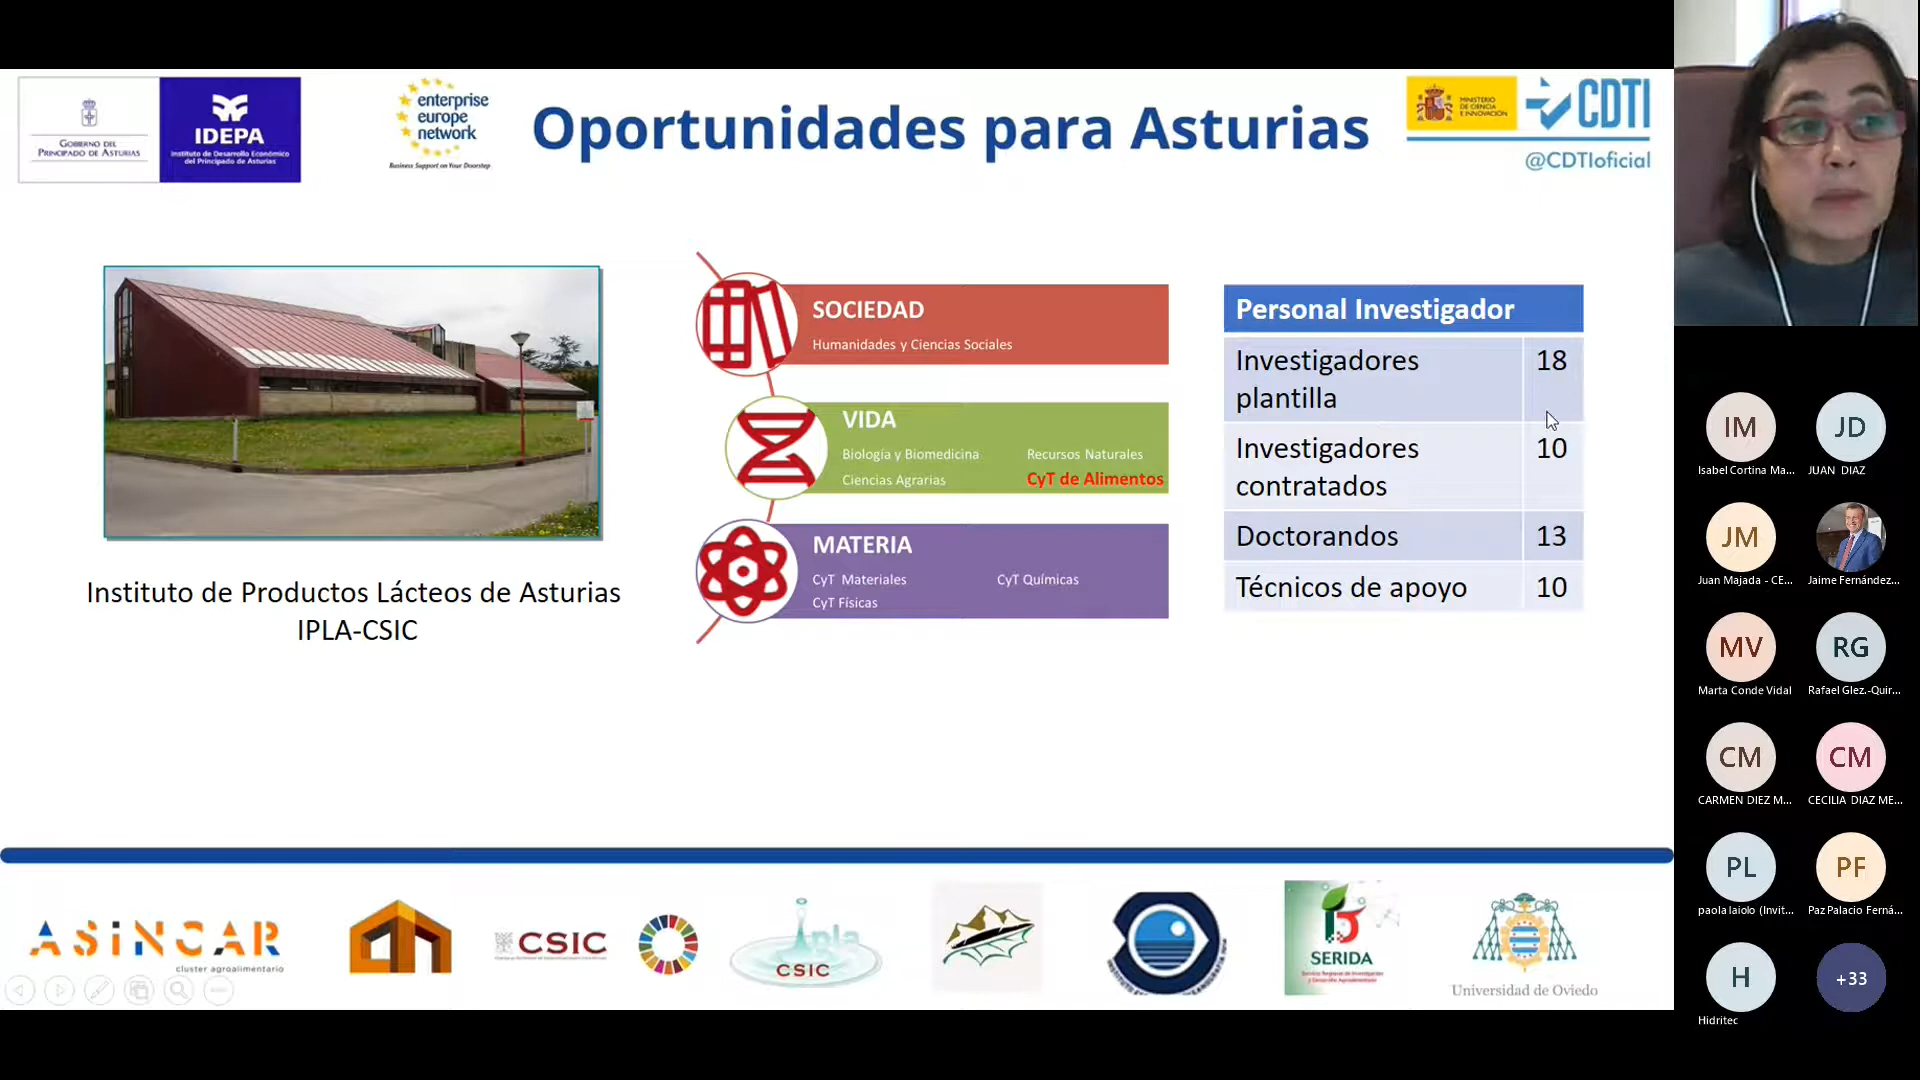 GOBIERNO DEL
PRINCIPADO DE ASTURIAS
IDEPA
Instituto de Desarrollo Económico
del Principado de Asturias
enterprise
europe
network
Business Support on Your Doorstep
Oportunidades para Asturias
MINISTERIO
DE CIENCIA
E INNOVACIÓN
CDTI
@CDTIoficial
SOCIEDAD
Humanidades y Ciencias Sociales
VIDA
Biología y Biomedicina Recursos Naturales
Ciencias Agrarias CyT de Alimentos
MATERIA
CyT Materiales CyT Químicas
CyT Físicas
Personal Investigador
Investigadores 18
plantilla
Investigadores 10
contratados
Doctorandos 13
Técnicos de apoyo 10
Instituto de Productos Lácteos de Asturias
IPLA-CSIC
IM JD
Isabel Cortina Ma... JUAN DIAZ
JM
Juan Majada - CE... Jaime Fernández...
MV RG
Marta Conde Vidal Rafael Glez.-Quir...
CM CM
CARMEN DIEZ M... CECILIA DIAZ ME...
PL PF
paola laiolo (Invit... Paz Palacio Ferná...
H +33
Hidritec
ASINCAR
cluster agroalimentario
CSIC
ipla
CSIC
SERIDA
Universidad de Oviedo